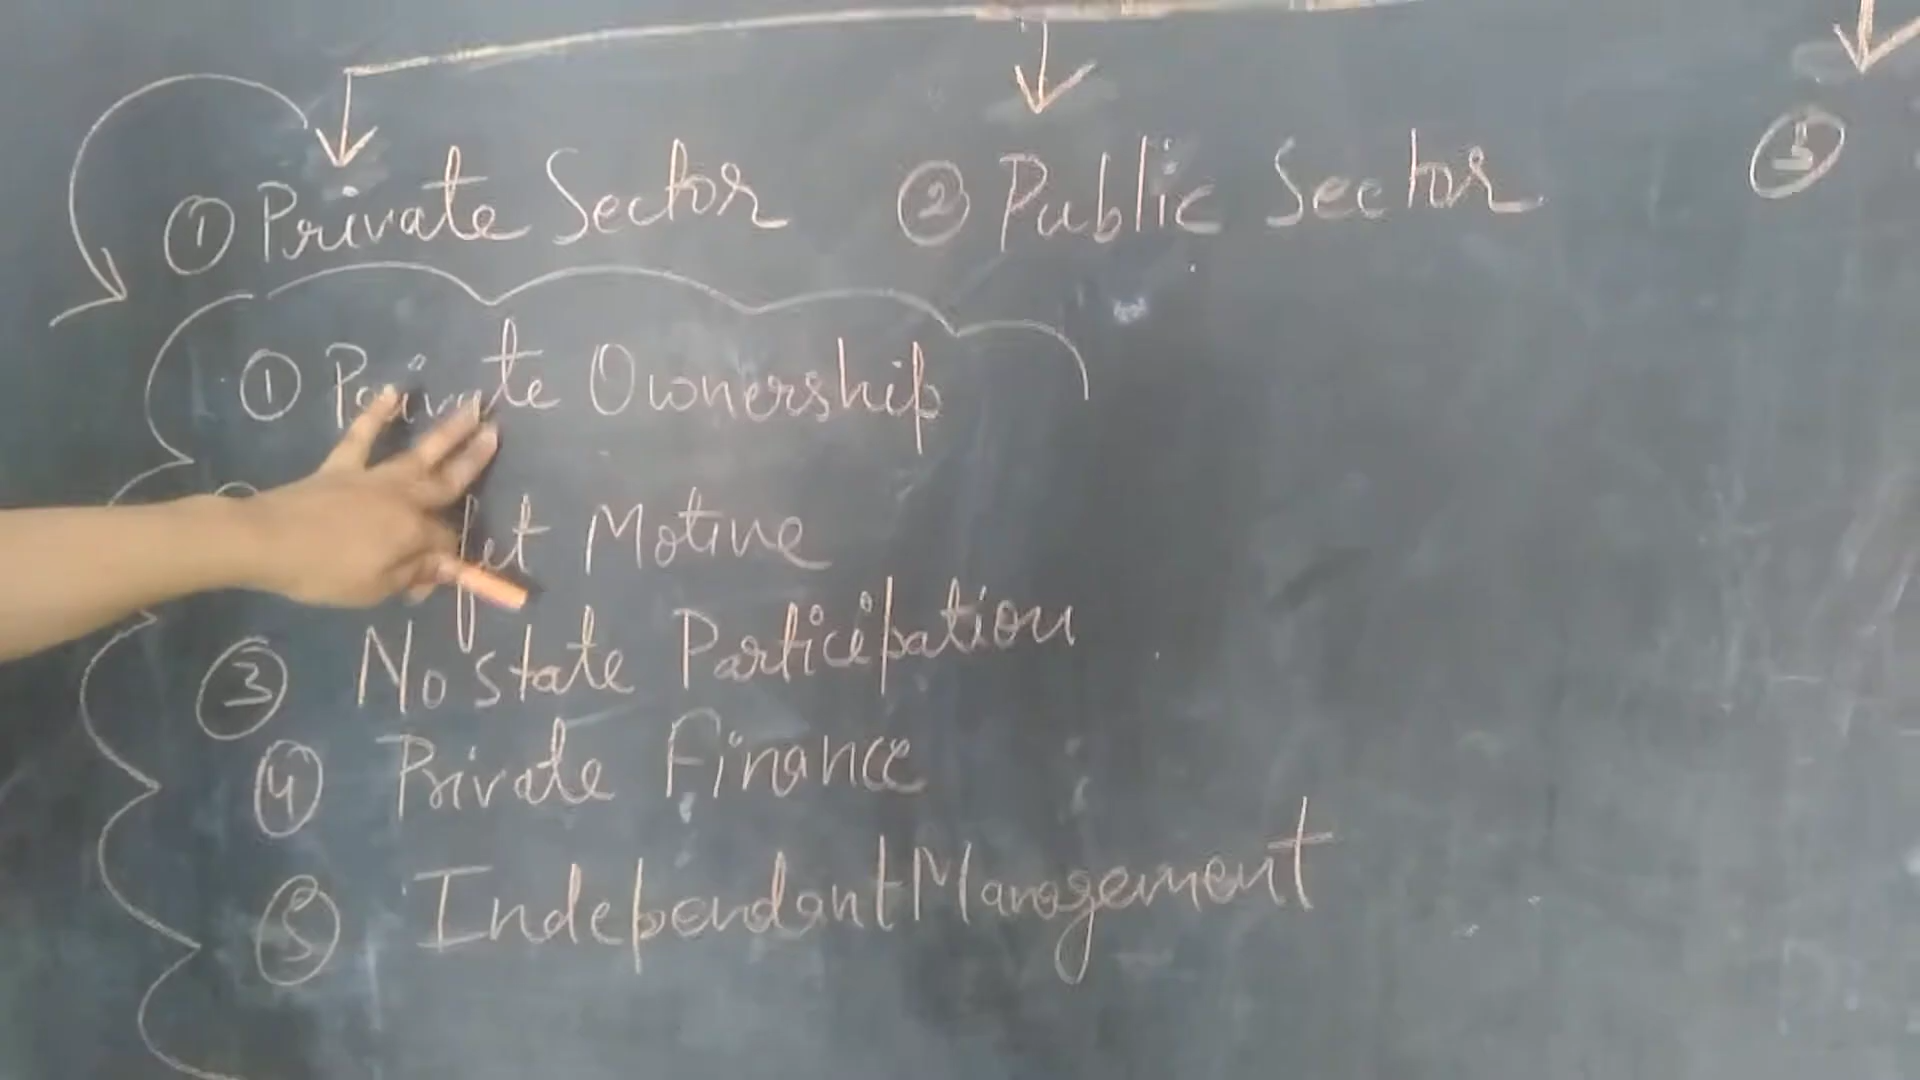 ① Private Sector ② Public Sector ③
① Private Ownership
Motive
③ No state Participation
④ Private Finance
⑤ Independant Management